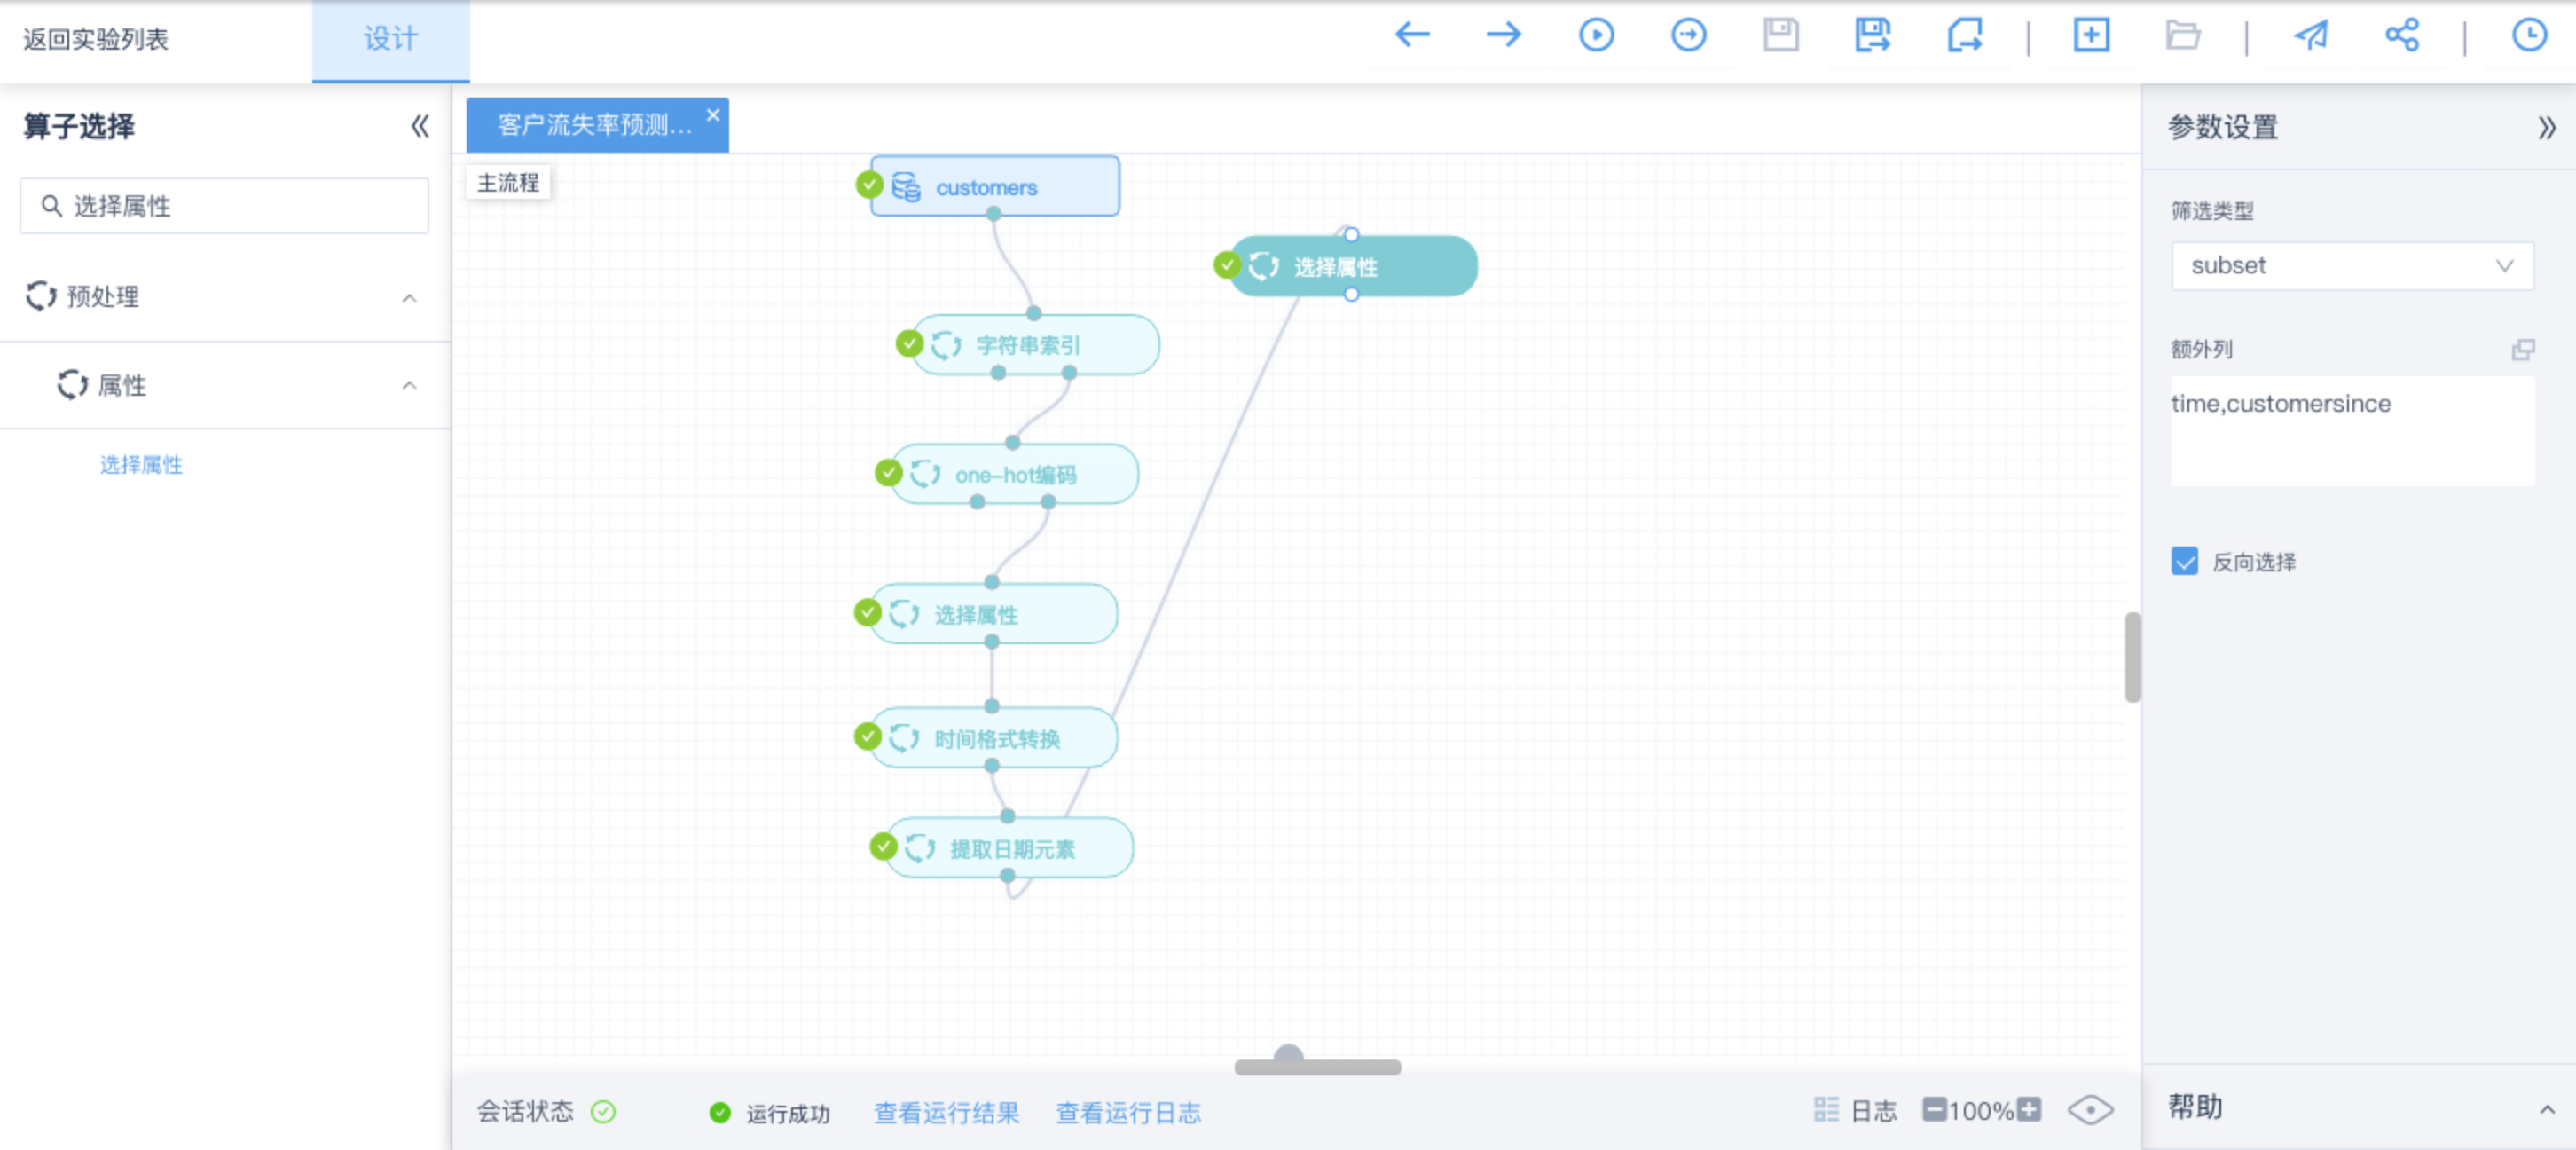 返回实验列表
设计
算子选择
选择属性
预处理
属性
选择属性
客户流失率预测...
主流程
customers
选择属性
字符串索引
one-hot编码
选择属性
时间格式转换
提取日期元素
会话状态
运行成功
查看运行结果
查看运行日志
日志
100%
参数设置
筛选类型
subset
额外列
time,customersince
反向选择
帮助